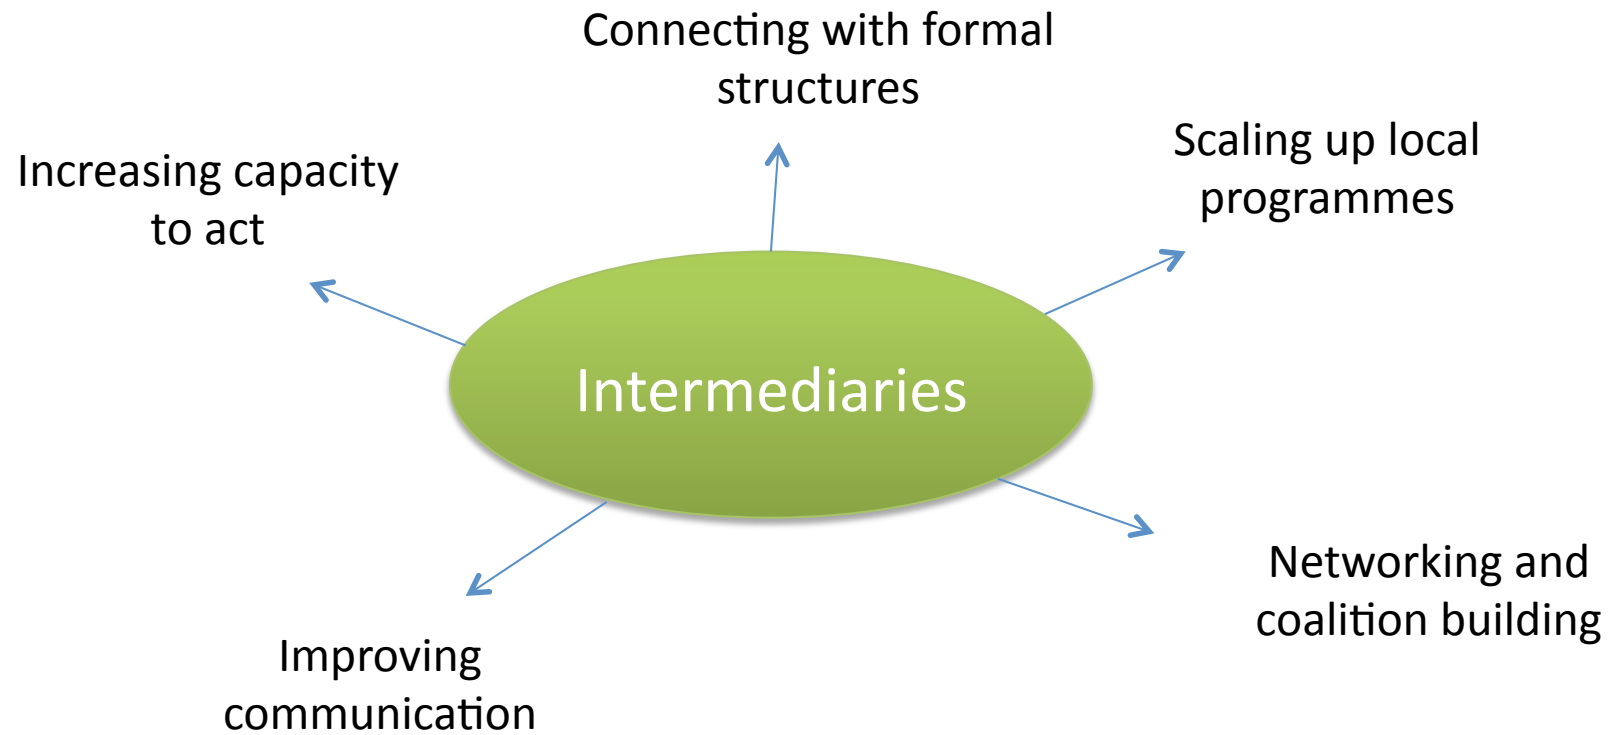 Connecting with formal
structures
Scaling up local
programmes
Increasing capacity
to act
Intermediaries
Networking and
coalition building
Improving
communication